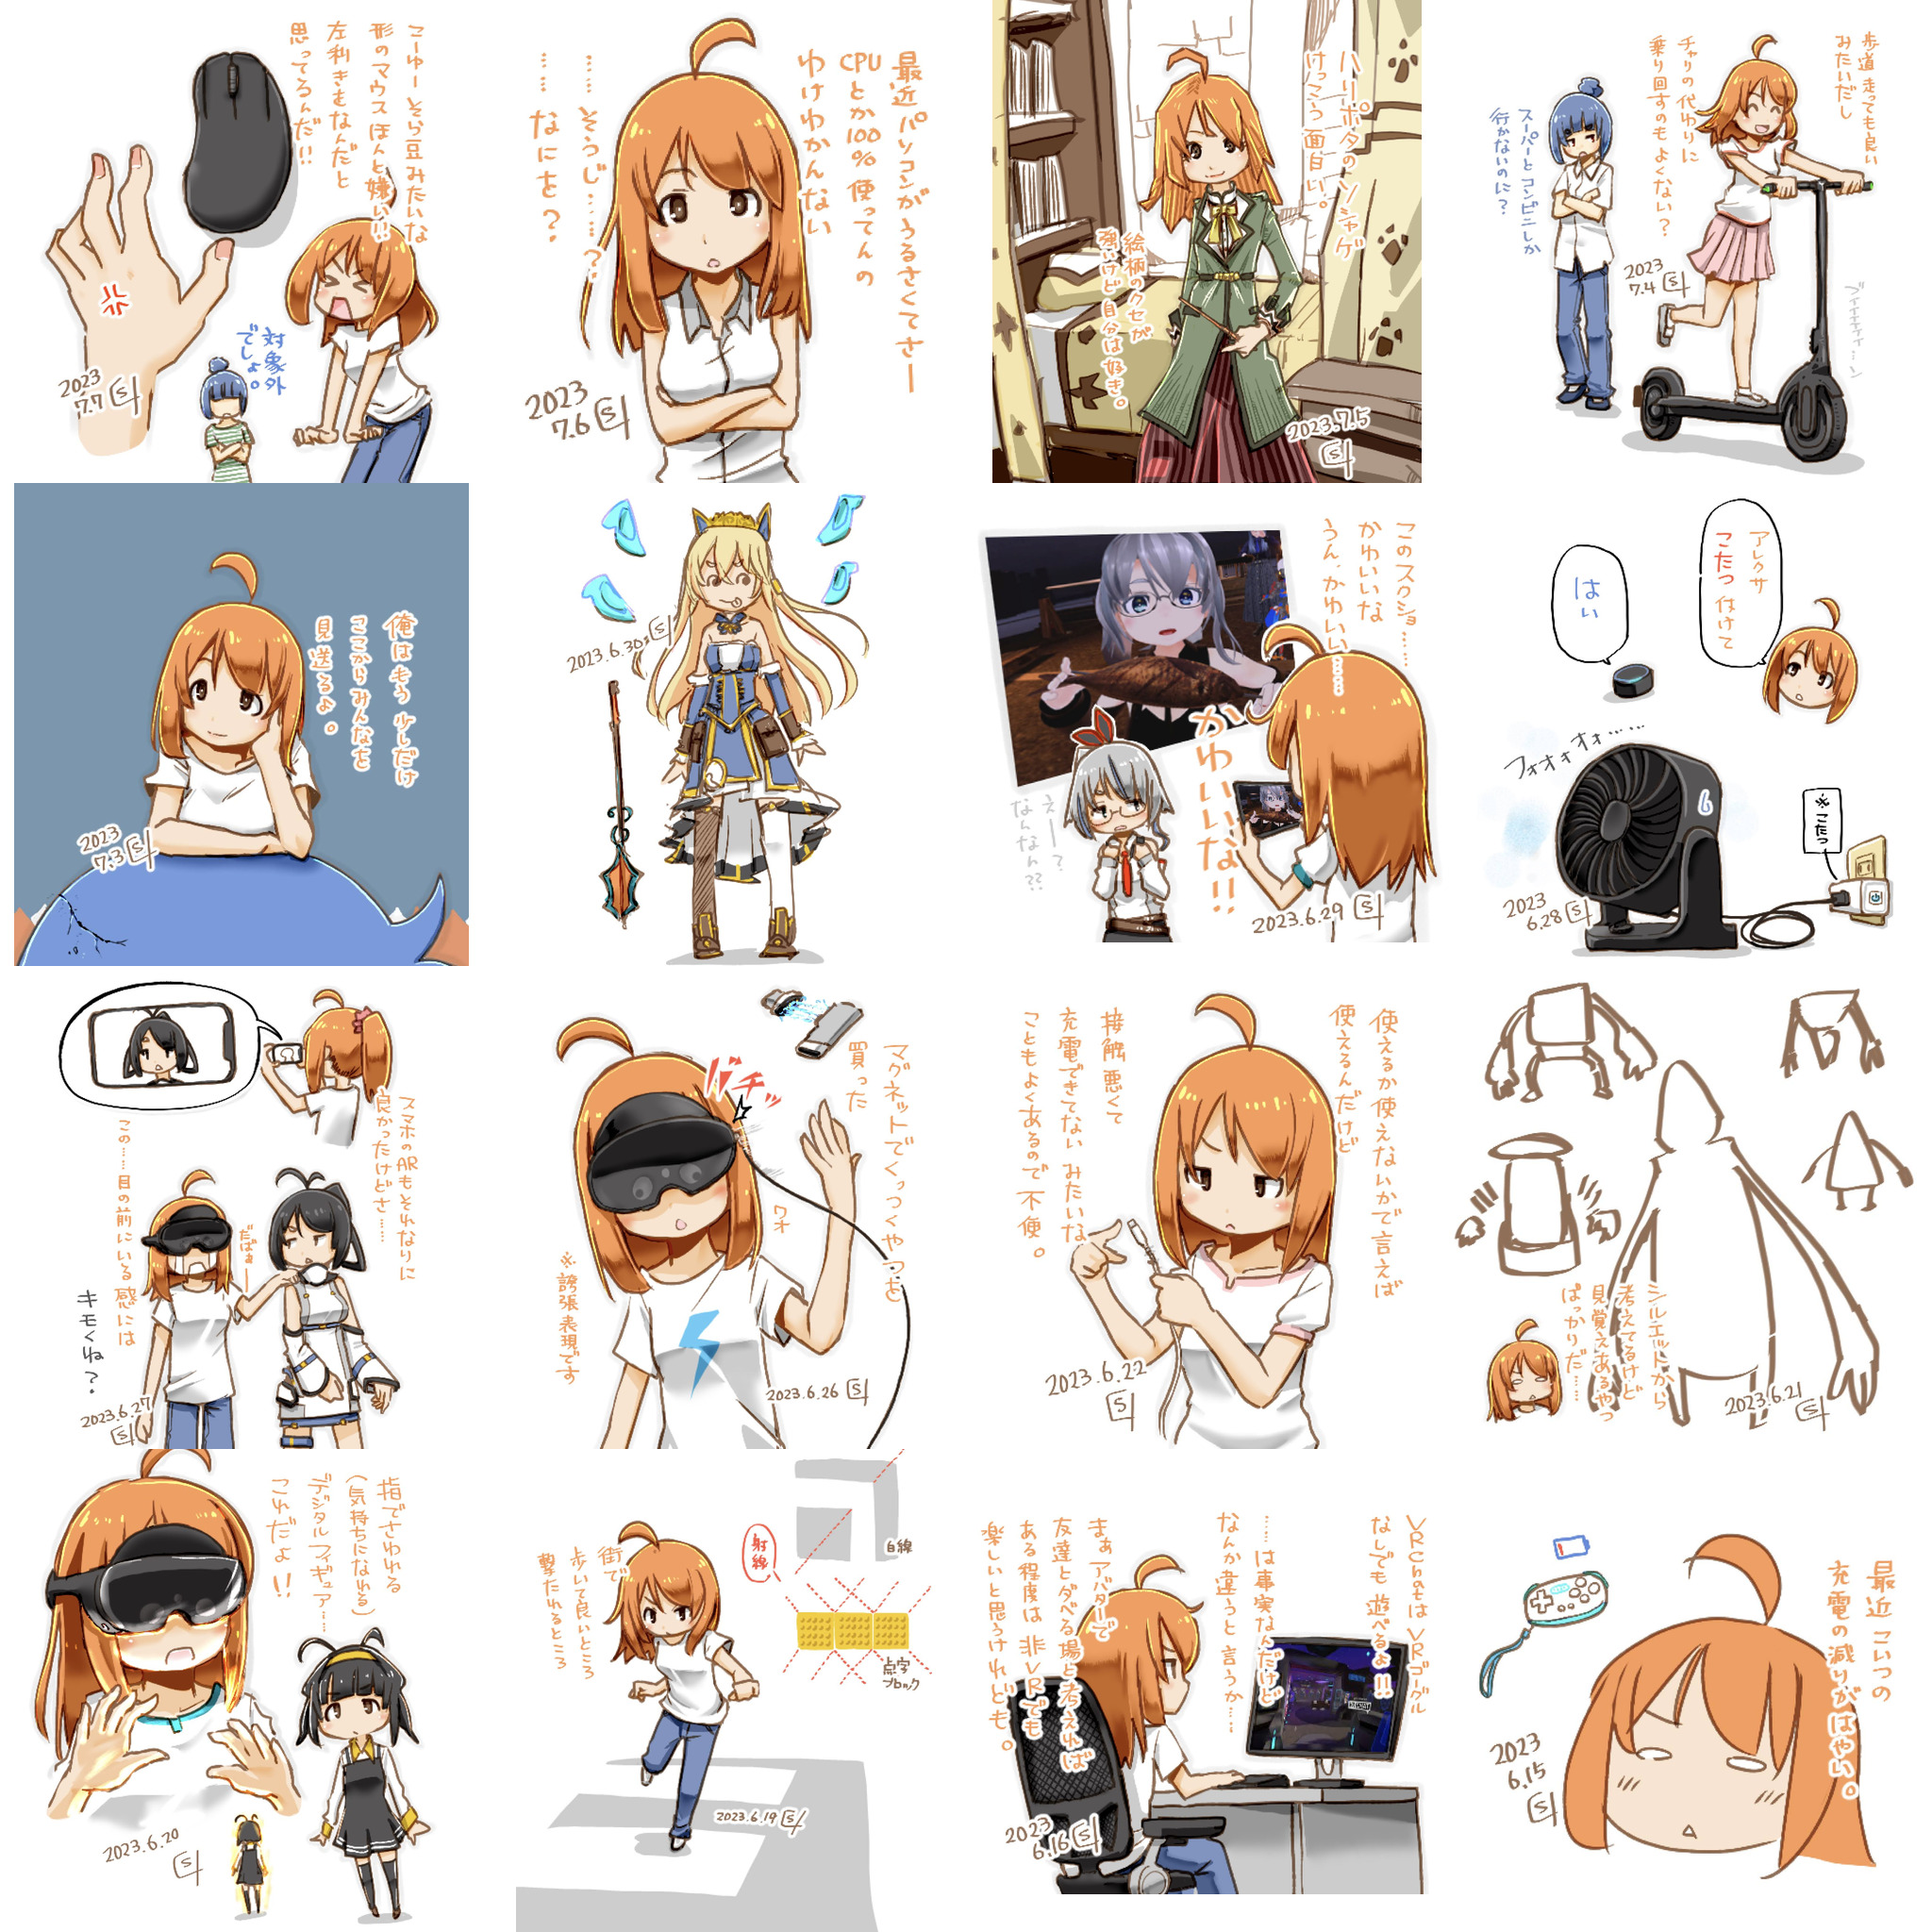 こーゆーそら豆みたいな
形のマウスほんと嫌い!!
左利きむなんだと
思ってるんだ!!
対象外
でしょ。
2023
7.7
最近パソコンがうるさくてさー
CPUとか100%使ってんの
わけわかんない
……そうじ……?
……なにを?
2023
7.6
ハリポタのソシャゲ
けっこう面白い。
絵柄のクセが
強いけど自分は好き。
2023.7.5
歩道走っても良い
みたいだし
チャリの代わりに
乗り回すのもよくない?
スーパーとコンビニしか
行かないのに?
2023
7.4
俺はもう少しだけ
ここからみんなを
見送るよ。
2023
7.3
2023.6.30
このスクショ……
かわいいな
うん、かわいい……
かわいいな!!
えー?
なんなん??
2023.6.29
アレクサ
こたつ付けて
はい
フォオオオォ……
※こたつ
2023
6.28
スマホのARもそれなりに
良かったけどさ……
この……目の前にいる感には
だばぁー
キモくね?
2023.6.27
マグネットでくっつくやつを
買った
バチッ
ワオ
※誇張表現です
2023.6.26
使えるか使えないかで言えば
使えるんだけど
接触悪くて
充電できてないみたいな
こともよくあるので不便。
2023.6.22
シルエットから
考えてるけど
見覚えあるやつ
ばっかりだ……
2023.6.21
指でさわれる
(気持ちになれる)
デジタルフィギュア……
これだよ!!
2023.6.20
街で
歩いて良いところ
撃たれるところ
射線
白線
点字
ブロック
2023.6.19
VRChatはVRゴーグル
なしでも遊べるよ!!
……は事実なんだけど
なんか違うと言うか……
まぁアバターで
友達とダベる場と考えれば
ある程度は非VRでも
楽しいと思うけれども。
2023
6.16
最近こいつの
充電の減りがはやい。
2023
6.15